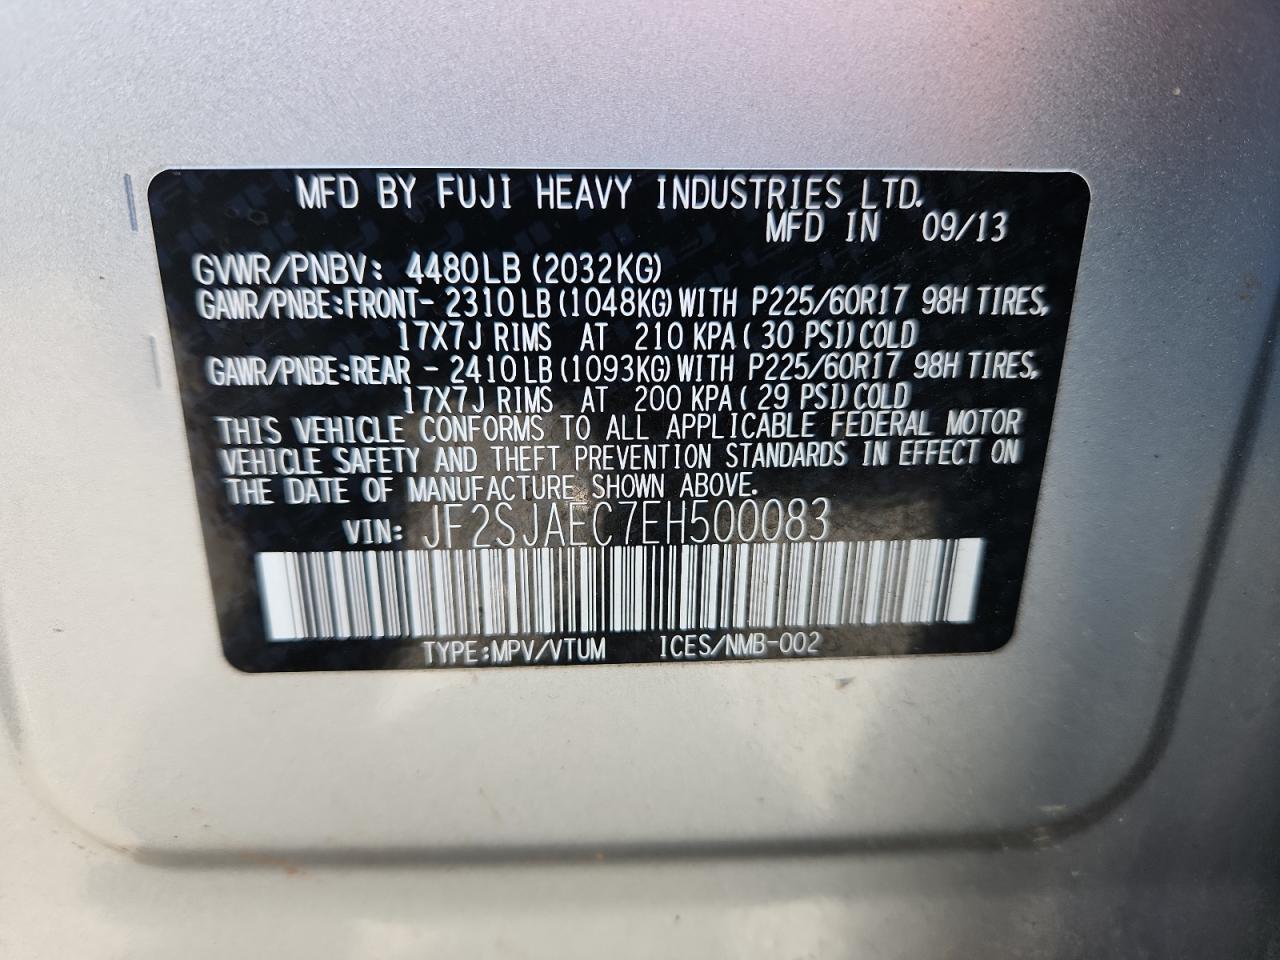 MFD BY FUJI HEAVY INDUSTRIES LTD.
MFD IN 09/13
GVWR/PNBV: 4480LB(2032KG)
GAWR/PNBE:FRONT- 2310LB(1048KG)WITH P225/60R17 98H TIRES,
17X7J RIMS AT 210 KPA(30 PSI)COLD
GAWR/PNBE:REAR - 2410LB(1093KG)WITH P225/60R17 98H TIRES,
17X7J RIMS AT 200 KPA(29 PSI)COLD
THIS VEHICLE CONFORMS TO ALL APPLICABLE FEDERAL MOTOR
VEHICLE SAFETY AND THEFT PREVENTION STANDARDS IN EFFECT ON
THE DATE OF MANUFACTURE SHOWN ABOVE.
VIN: JF2SJAEC7EH500083
TYPE:MPV/VTUM ICES/NMB-002